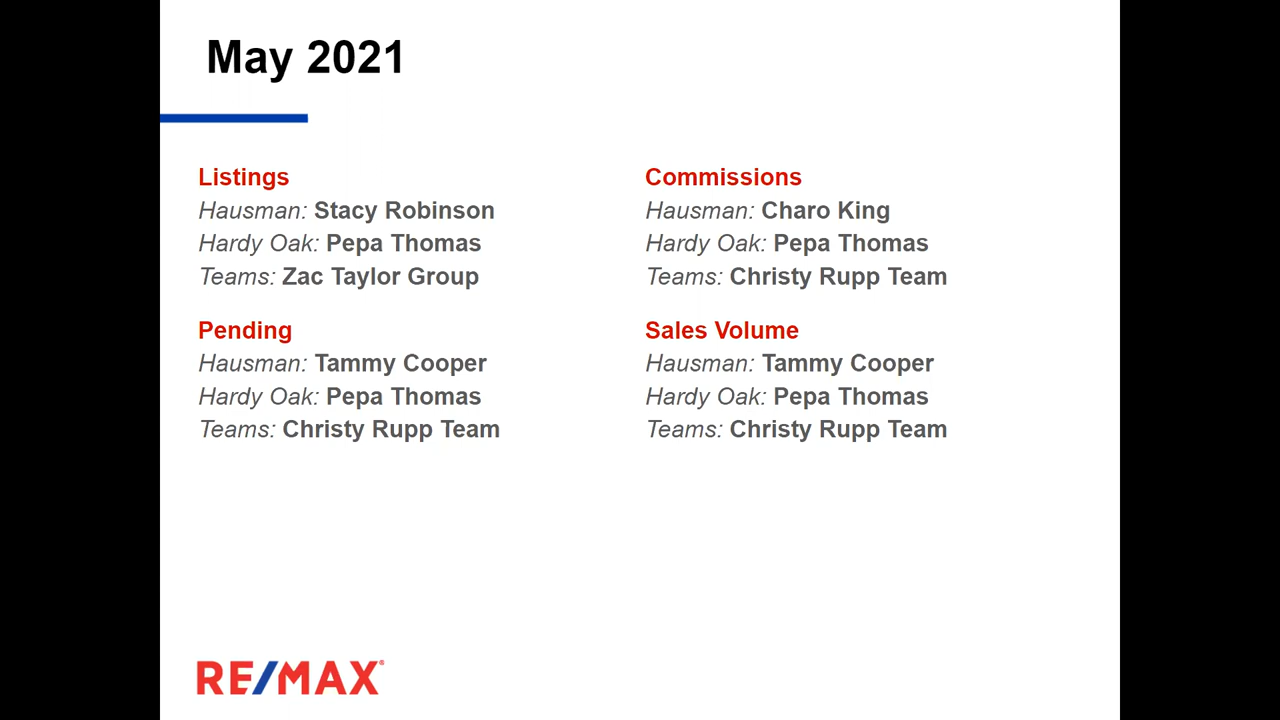 May 2021
Listings
Hausman: Stacy Robinson
Hardy Oak: Pepa Thomas
Teams: Zac Taylor Group
Pending
Hausman: Tammy Cooper
Hardy Oak: Pepa Thomas
Teams: Christy Rupp Team
Commissions
Hausman: Charo King
Hardy Oak: Pepa Thomas
Teams: Christy Rupp Team
Sales Volume
Hausman: Tammy Cooper
Hardy Oak: Pepa Thomas
Teams: Christy Rupp Team
RE/MAX®